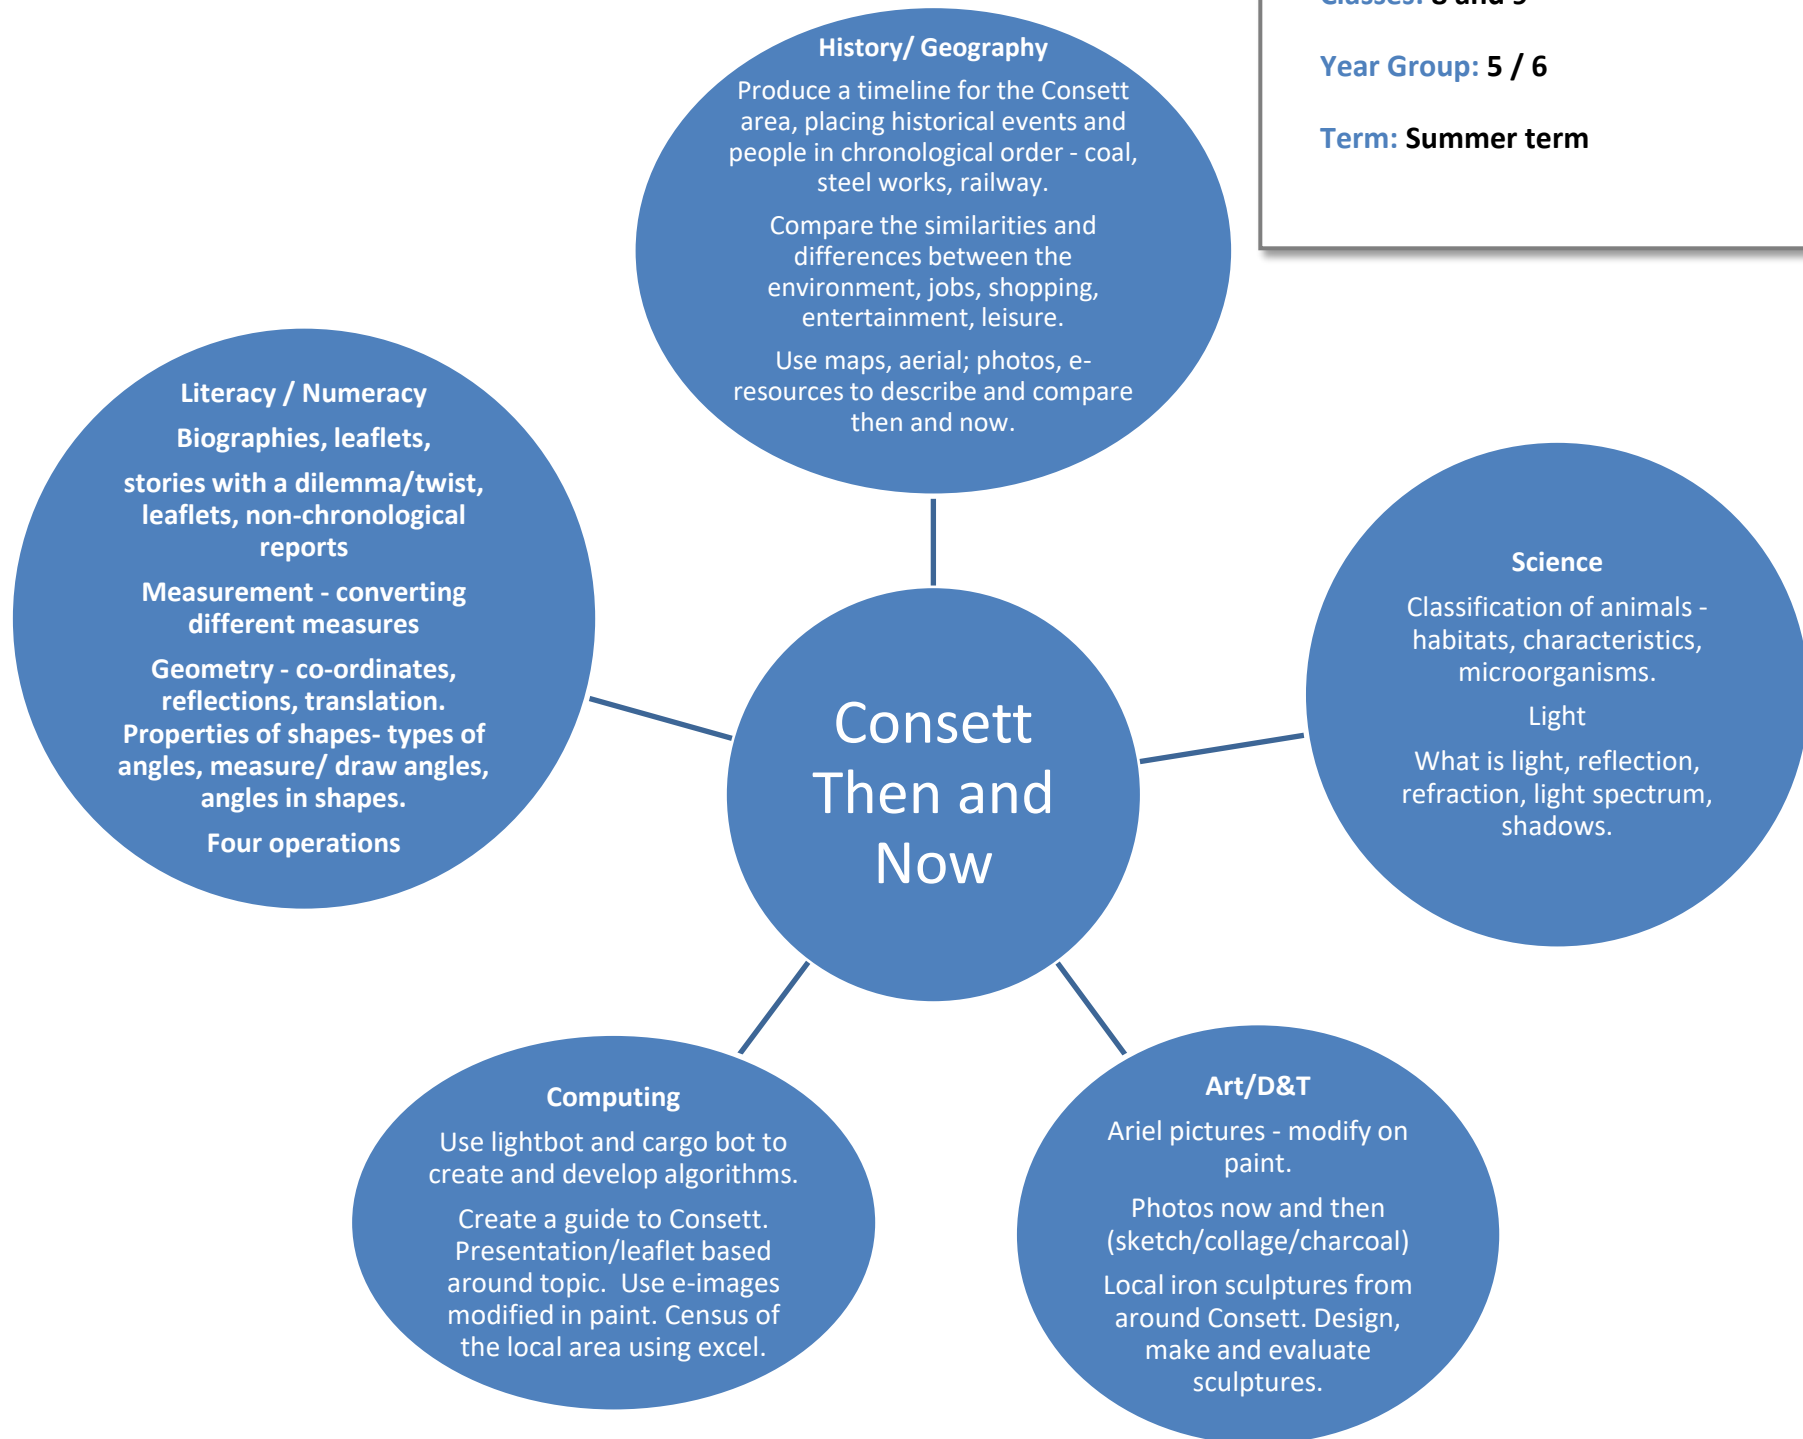 Classes: 8 and 9
Year Group: 5 / 6
Term: Summer term
History/ Geography
Produce a timeline for the Consett
area, placing historical events and
people in chronological order - coal,
steel works, railway.
Compare the similarities and
differences between the
environment, jobs, shopping,
entertainment, leisure.
Use maps, aerial; photos, e-
resources to describe and compare
then and now.
Literacy / Numeracy
Biographies, leaflets,
stories with a dilemma/twist,
leaflets, non-chronological
reports
Measurement - converting
different measures
Geometry - co-ordinates,
reflections, translation.
Properties of shapes- types of
angles, measure/ draw angles,
angles in shapes.
Four operations
Science
Classification of animals -
habitats, characteristics,
microorganisms.
Light
What is light, reflection,
refraction, light spectrum,
shadows.
Consett
Then and
Now
Computing
Use lightbot and cargo bot to
create and develop algorithms.
Create a guide to Consett.
Presentation/leaflet based
around topic.  Use e-images
modified in paint. Census of
the local area using excel.
Art/D&T
Ariel pictures - modify on
paint.
Photos now and then
(sketch/collage/charcoal)
Local iron sculptures from
around Consett. Design,
make and evaluate
sculptures.